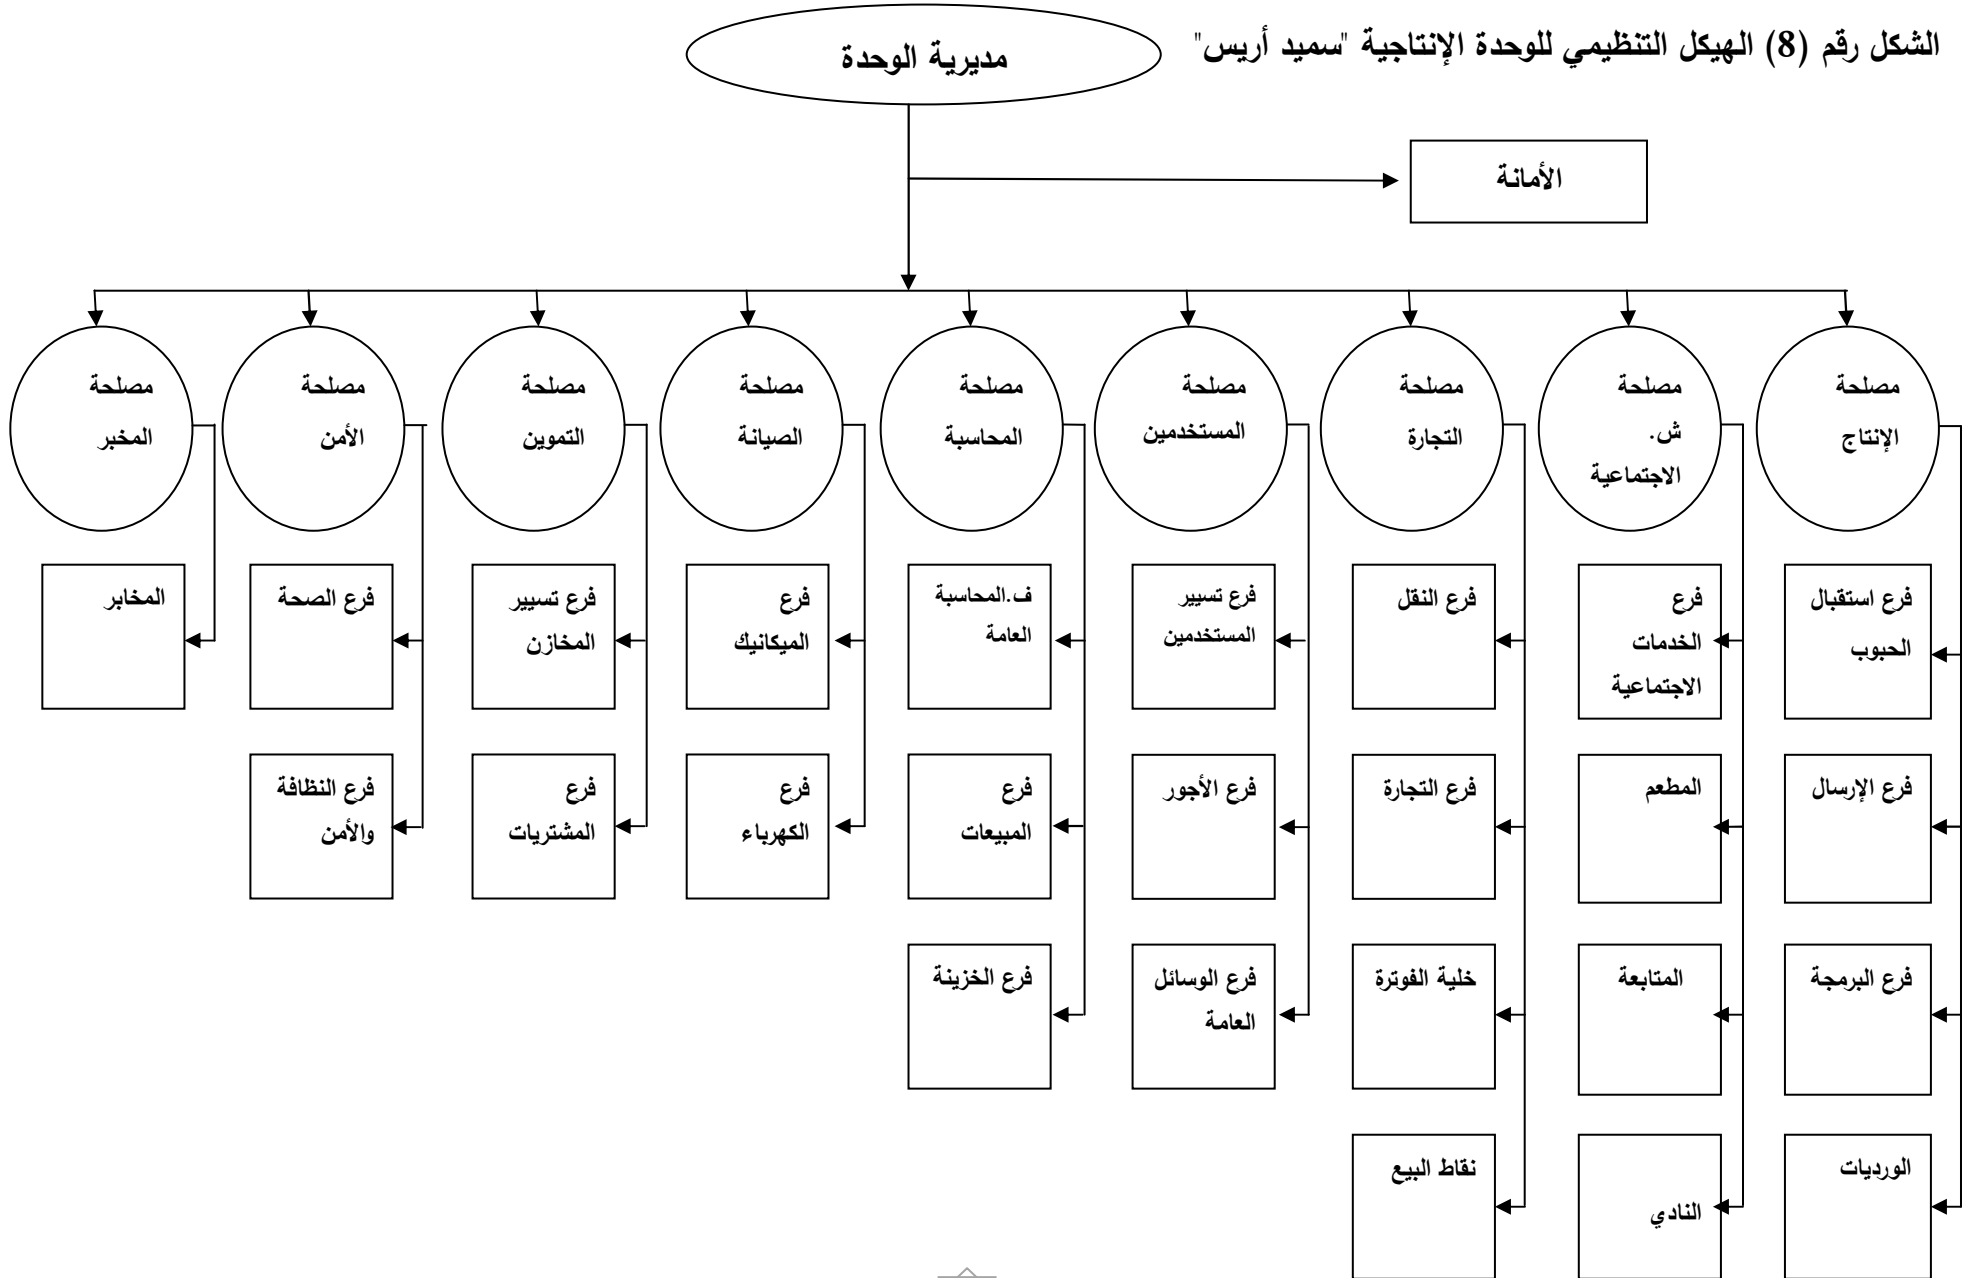 الشكل رقم (8) الهيكل التنظيمي للوحدة الإنتاجية "سميد أريس"
مديرية الوحدة
الأمانة
مصلحة
الإنتاج
مصلحة
ش.
الاجتماعية
مصلحة
التجارة
مصلحة
المستخدمين
مصلحة
المحاسبة
مصلحة
الصيانة
مصلحة
التموين
مصلحة
الأمن
مصلحة
المخبر
فرع استقبال
الحبوب
فرع
الخدمات
الاجتماعية
فرع النقل
فرع تسيير
المستخدمين
ف.المحاسبة
العامة
فرع
الميكانيك
فرع تسيير
المخازن
فرع الصحة
المخابر
فرع الإرسال
المطعم
فرع التجارة
فرع الأجور
فرع
المبيعات
فرع
الكهرباء
فرع
المشتريات
فرع النظافة
والأمن
فرع البرمجة
المتابعة
خلية الفوترة
فرع الوسائل
العامة
فرع الخزينة
الورديات
النادي
نقاط البيع